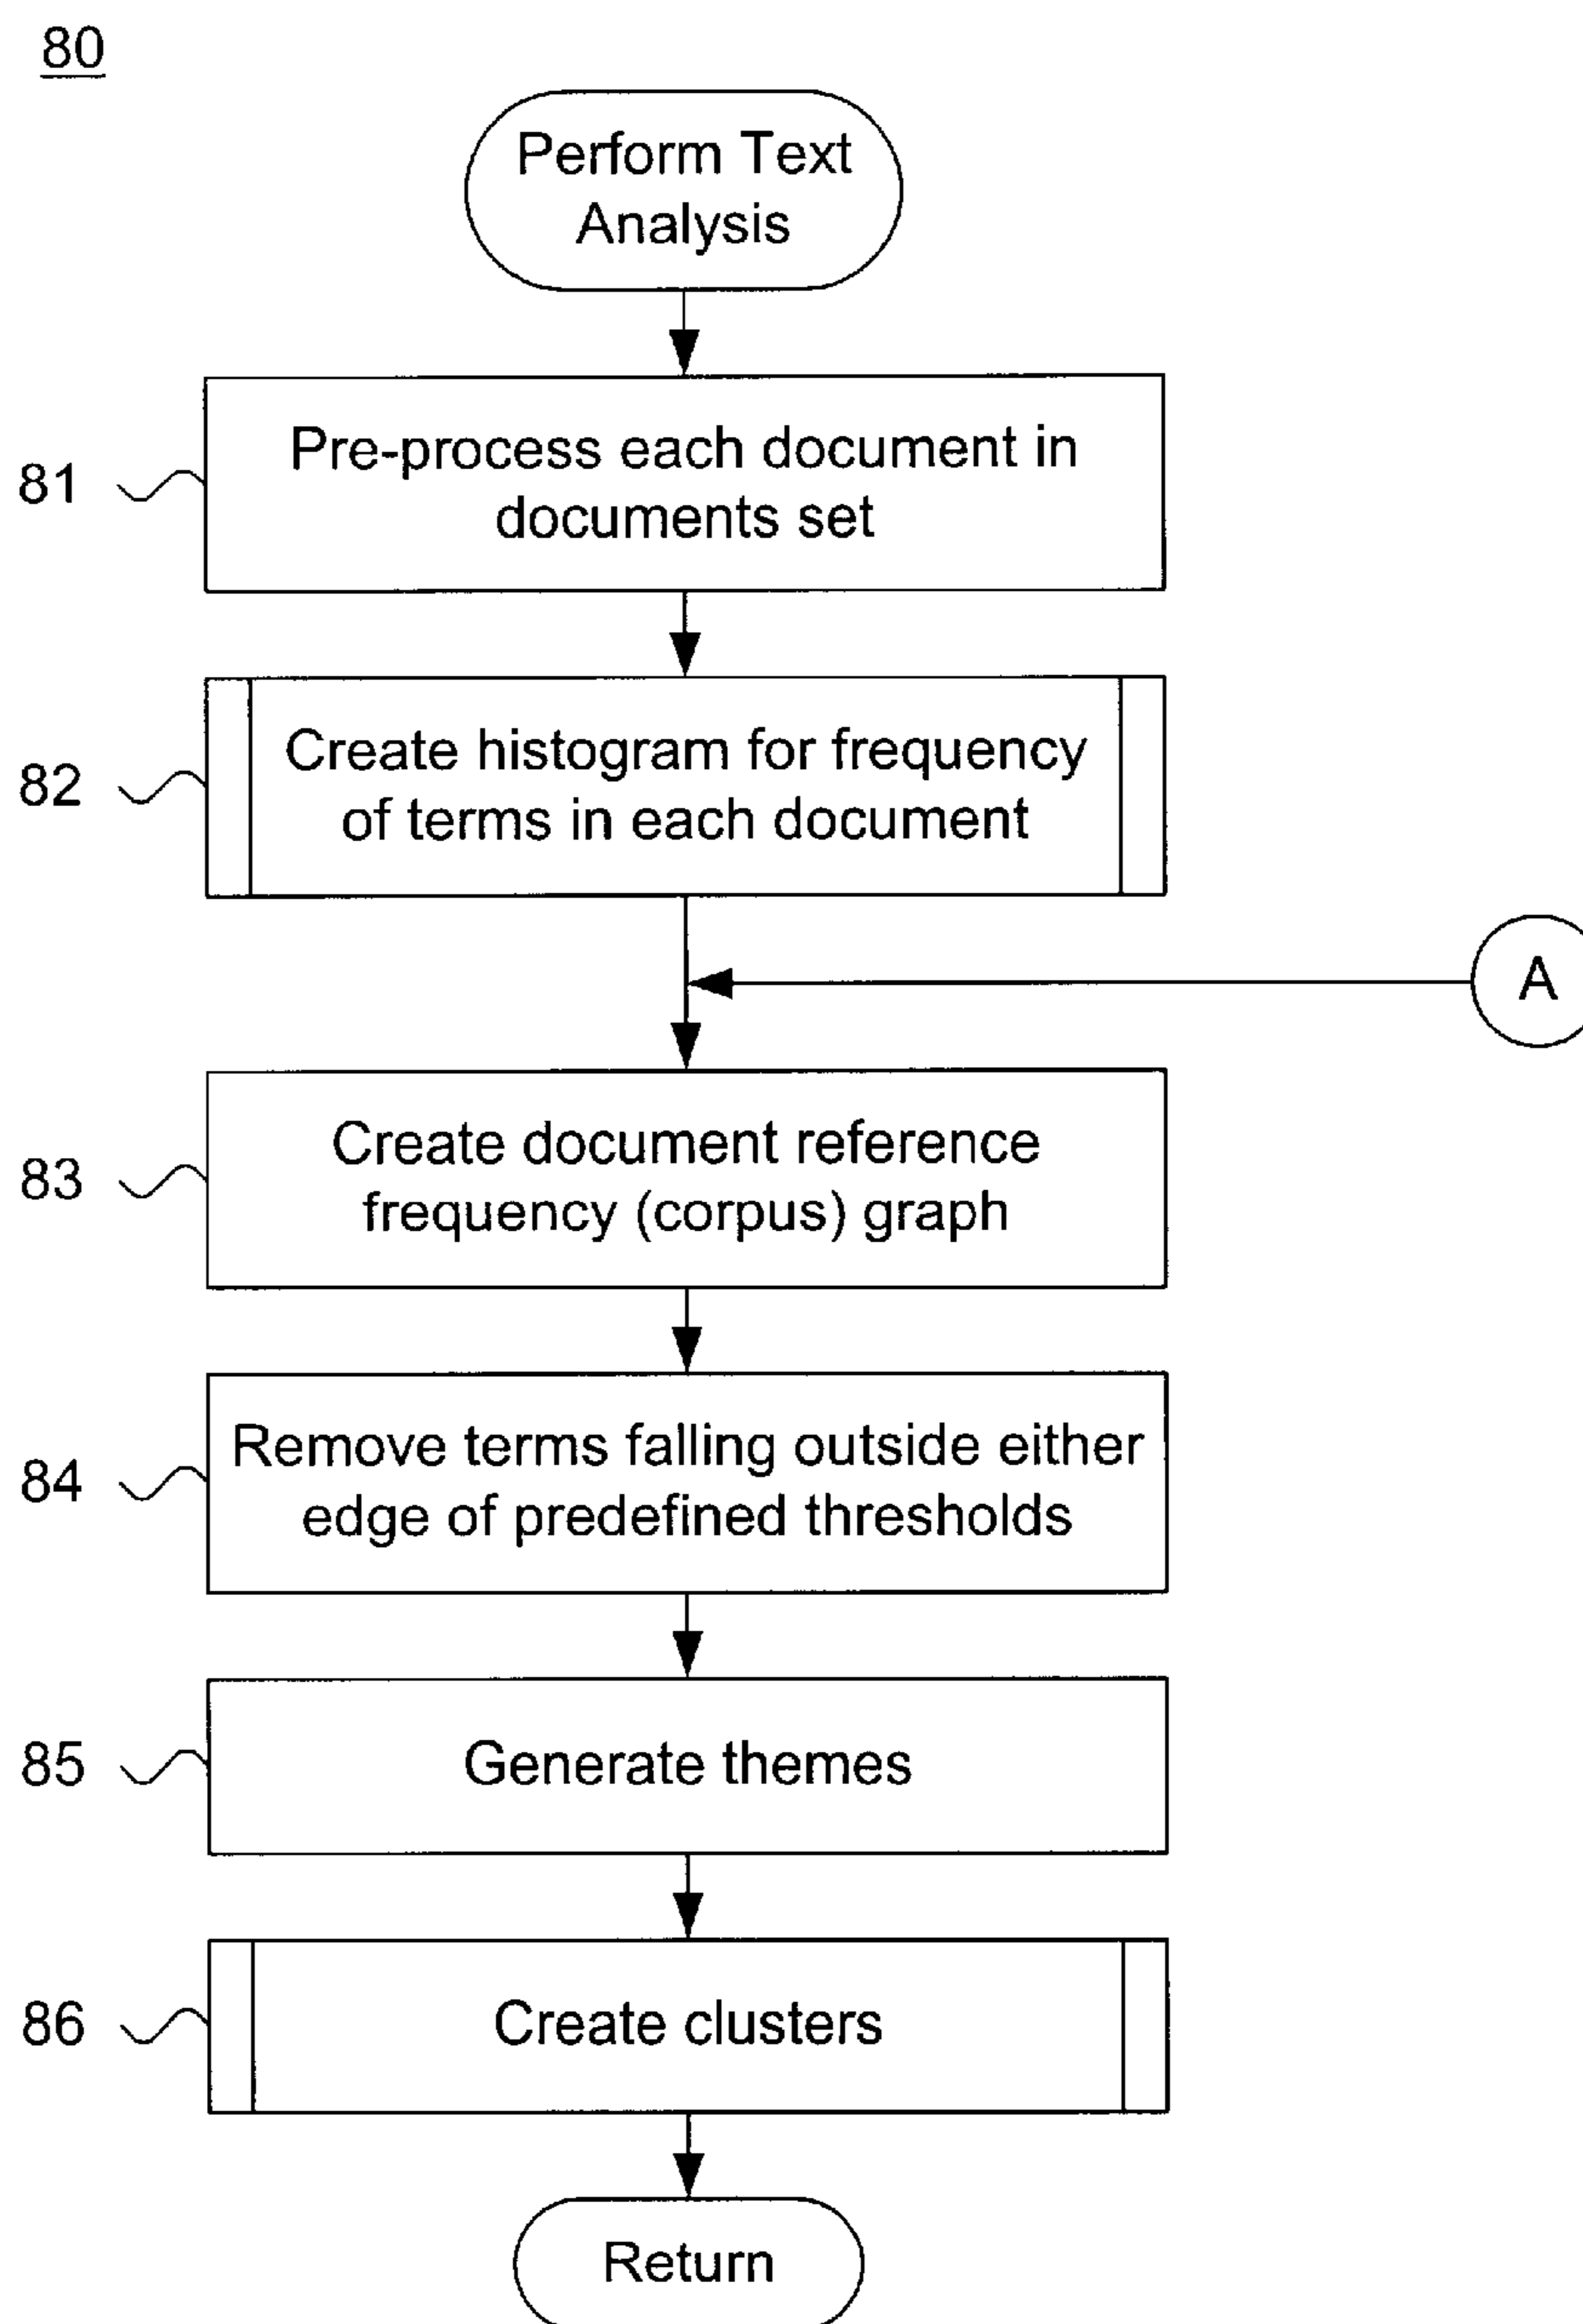 80
Perform Text
Analysis
81
Pre-process each document in
documents set
82
Create histogram for frequency
of terms in each document
A
83
Create document reference
frequency (corpus) graph
84
Remove terms falling outside either
edge of predefined thresholds
85
Generate themes
86
Create clusters
Return